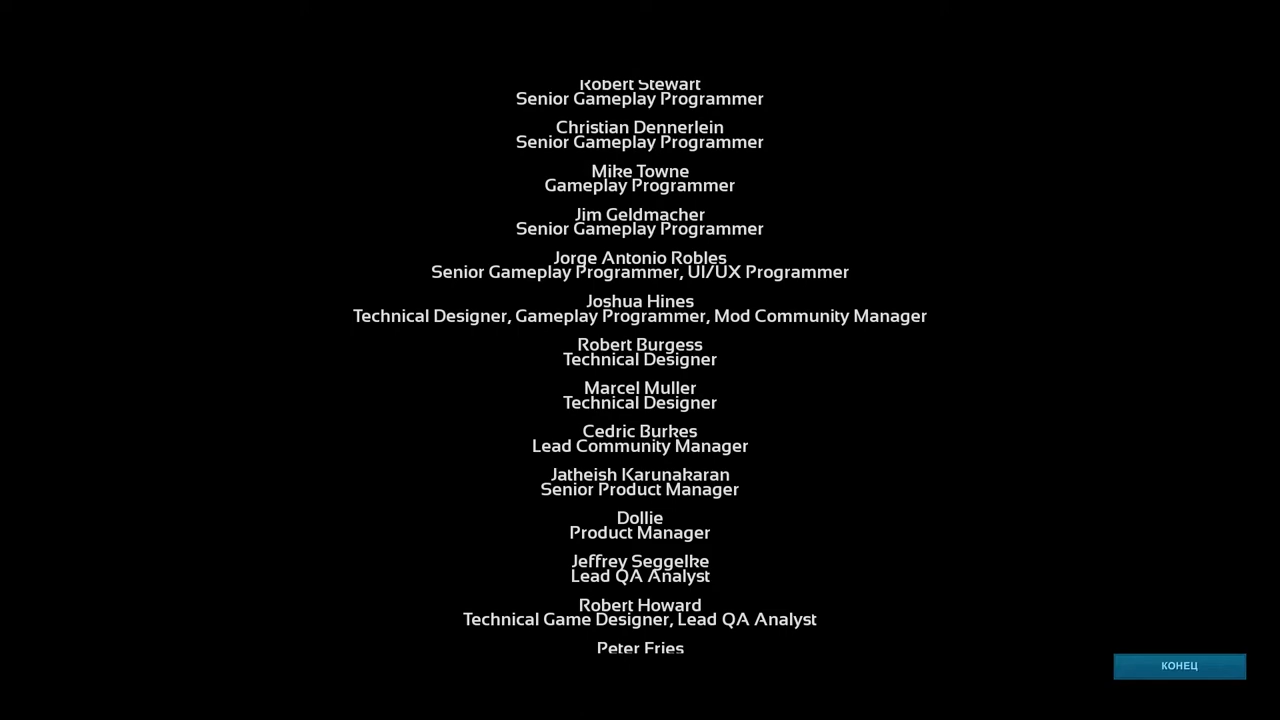 Robert Stewart
Senior Gameplay Programmer
Christian Dennerlein
Senior Gameplay Programmer
Mike Towne
Gameplay Programmer
Jim Geldmacher
Senior Gameplay Programmer
Jorge Antonio Robles
Senior Gameplay Programmer, UI/UX Programmer
Joshua Hines
Technical Designer, Gameplay Programmer, Mod Community Manager
Robert Burgess
Technical Designer
Marcel Muller
Technical Designer
Cedric Burkes
Lead Community Manager
Jatheish Karunakaran
Senior Product Manager
Dollie
Product Manager
Jeffrey Seggelke
Lead QA Analyst
Robert Howard
Technical Game Designer, Lead QA Analyst
Peter Fries
КОНЕЦ